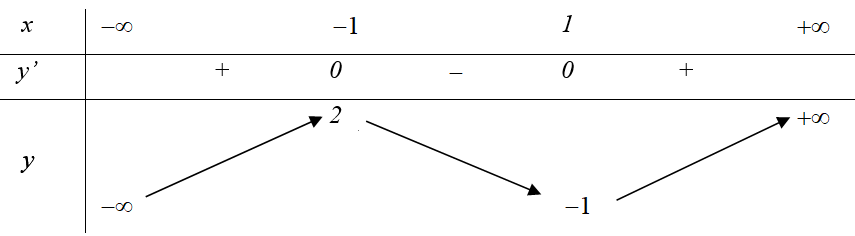 x –∞ –1 1 +∞
y’ + 0 – 0 +
2 +∞
y
–∞ –1